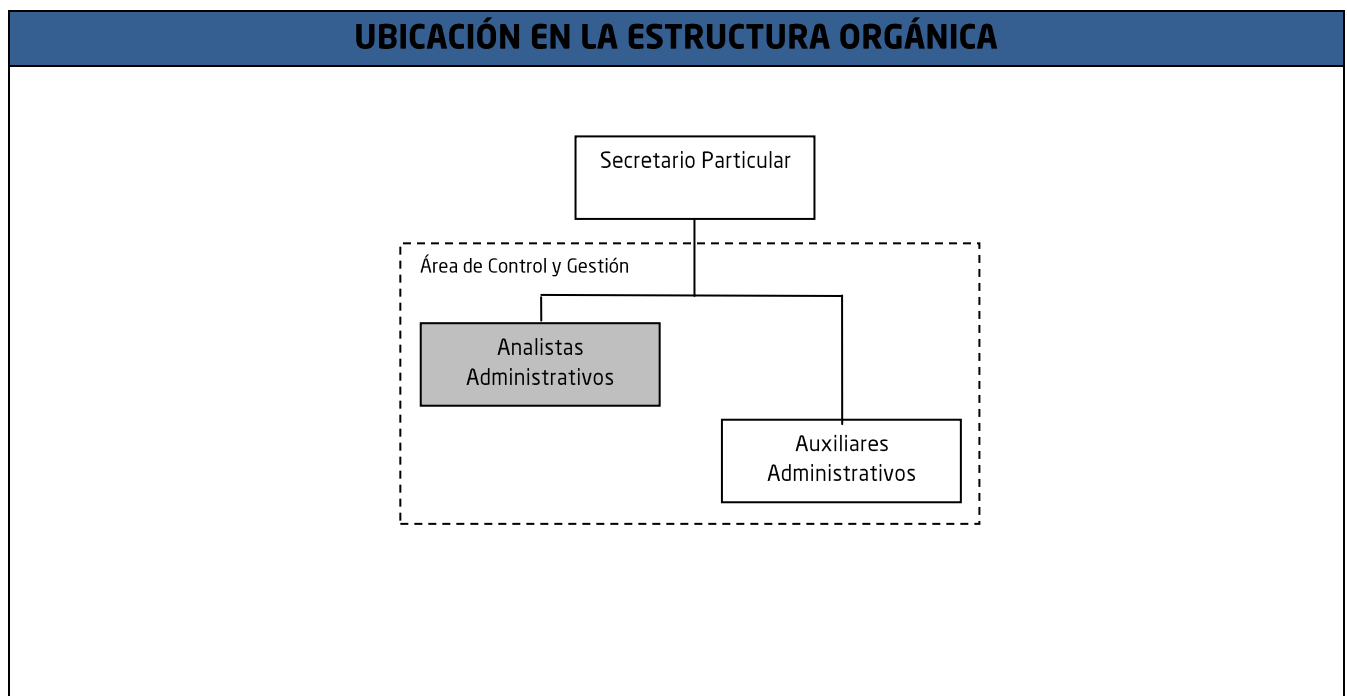 UBICACIÓN EN LA ESTRUCTURA ORGÁNICA
Secretario Particular
Área de Control y Gestión
Analistas
Administrativos
Auxiliares
Administrativos